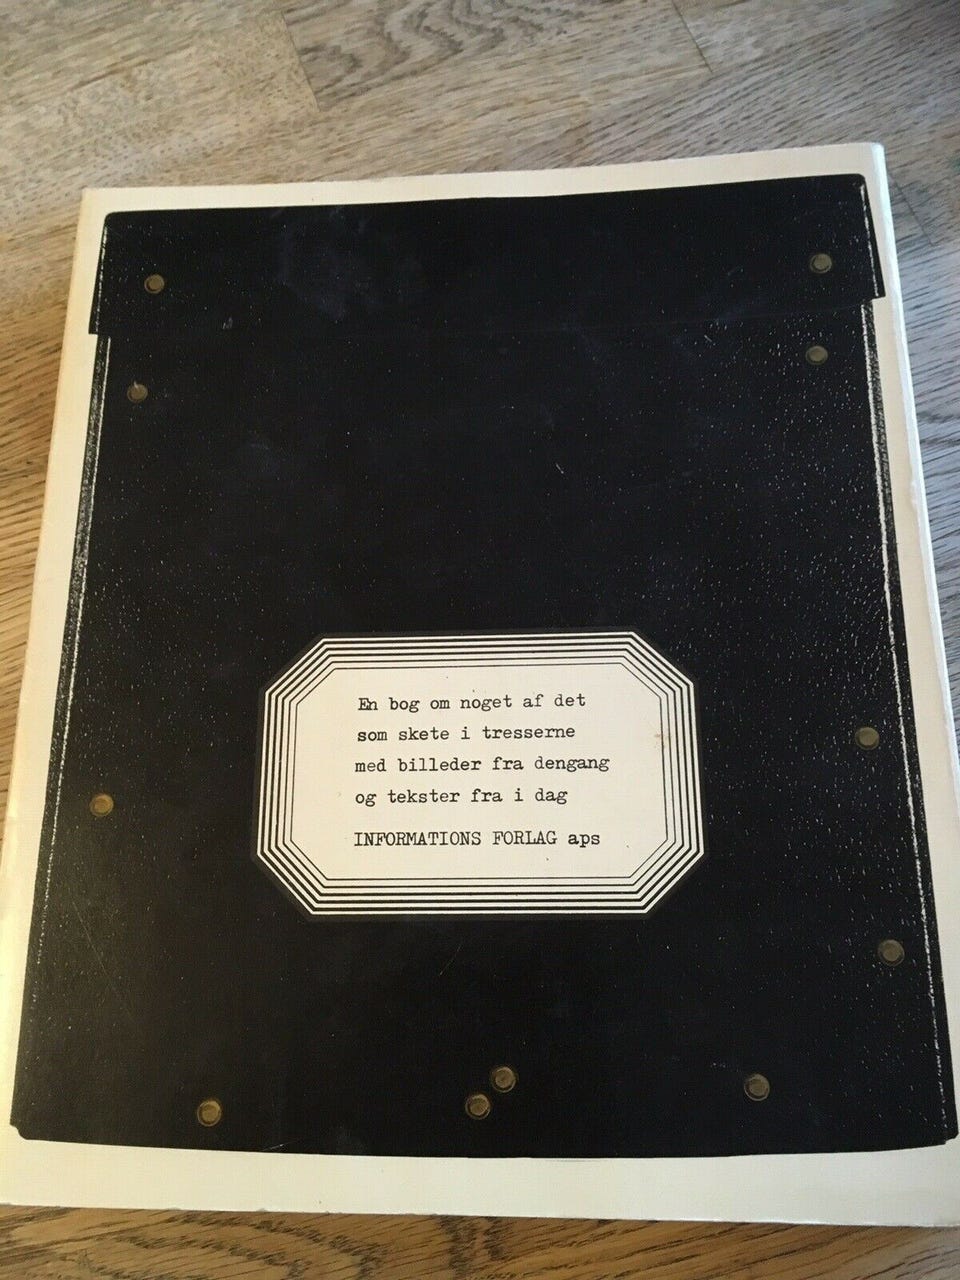 En bog om noget af det
som skete i tresserne
med billeder fra dengang
og tekster fra i dag
INFORMATIONS FORLAG aps